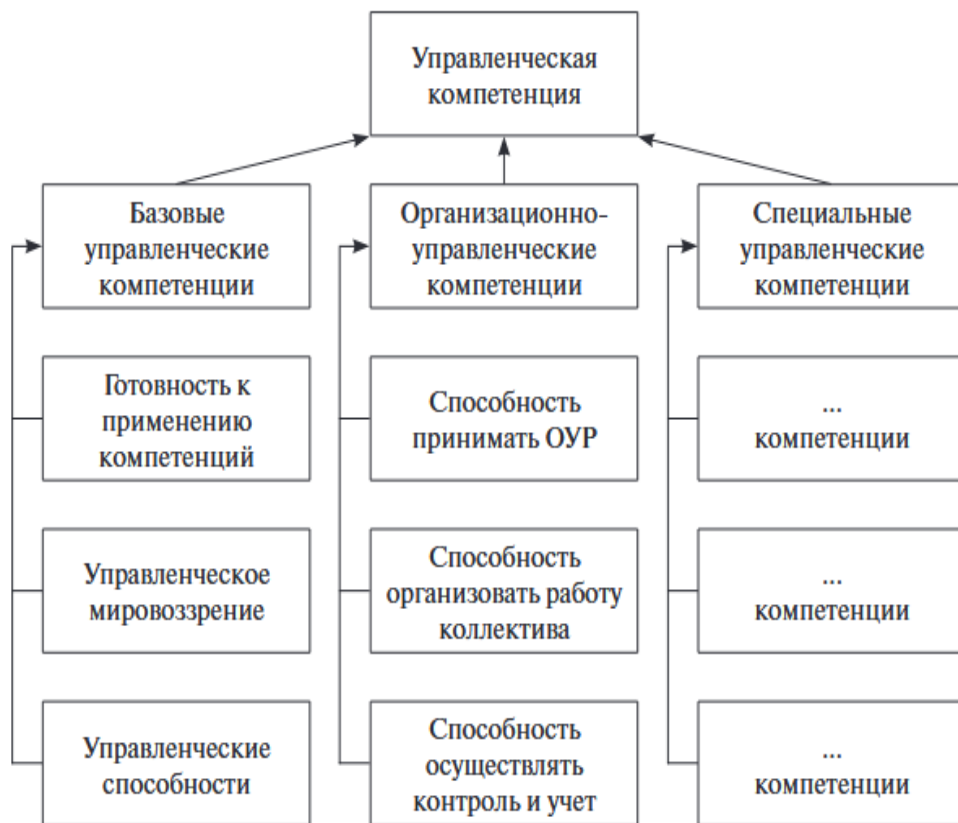 Управленческая
компетенция
Базовые
управленческие
компетенции
Организационно-
управленческие
компетенции
Специальные
управленческие
компетенции
Готовность к
применению
компетенций
Способность
принимать ОУР
...
компетенции
Управленческое
мировоззрение
Способность
организовать работу
коллектива
...
компетенции
Управленческие
способности
Способность
осуществлять
контроль и учет
...
компетенции